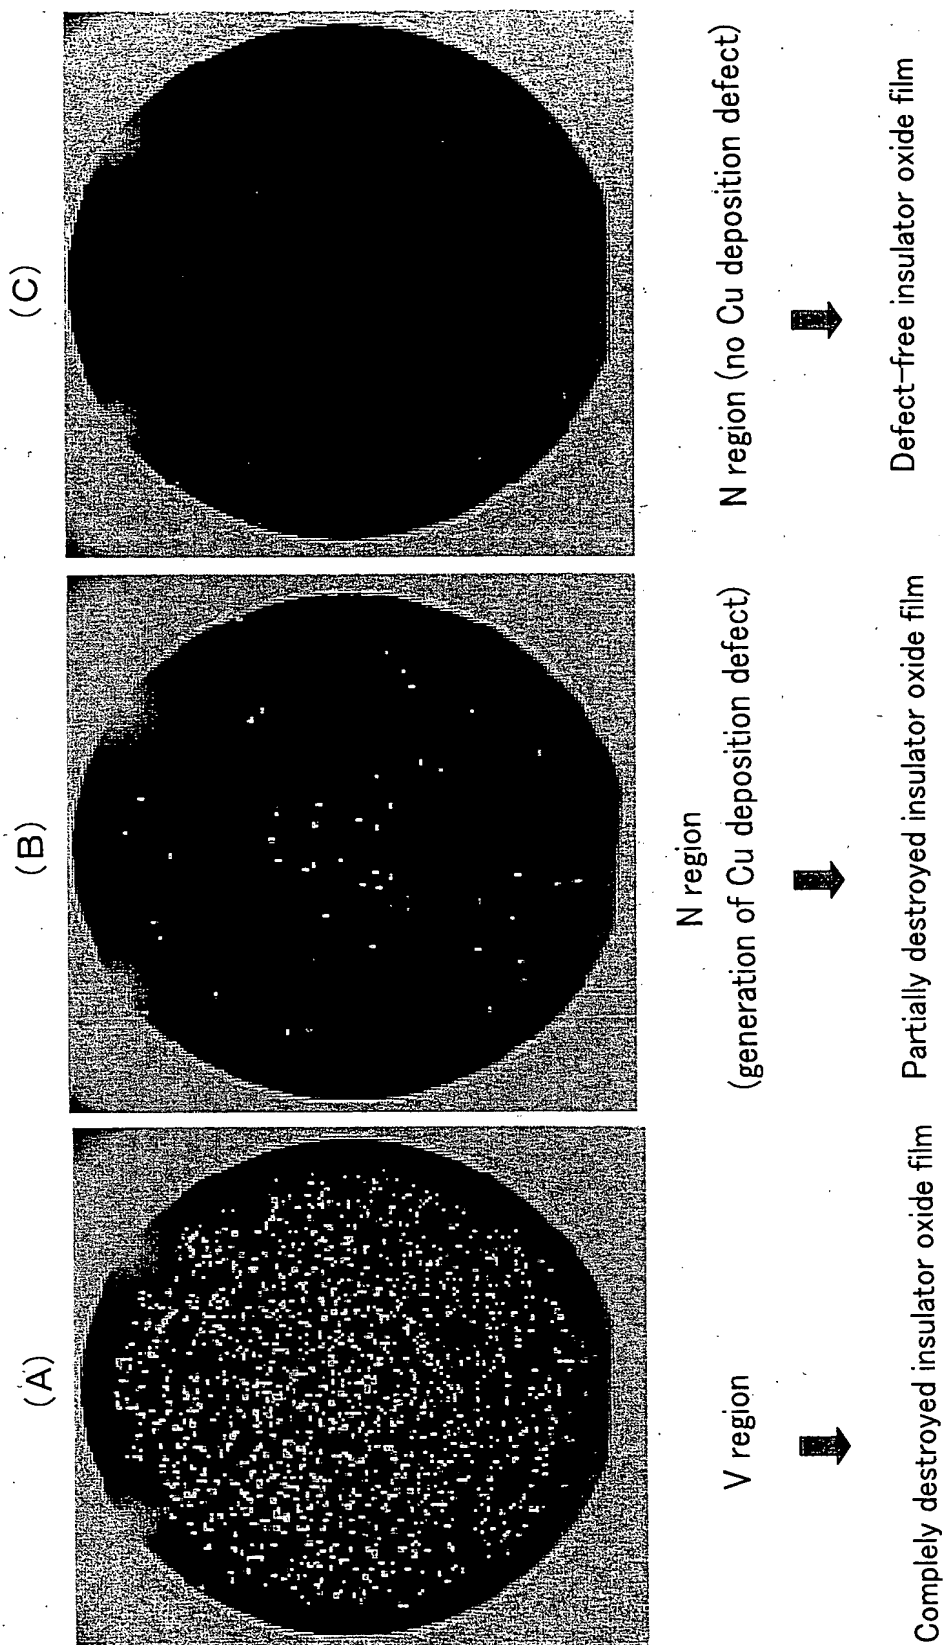 (A)
V region
Complely destroyed insulator oxide film
(B)
N region
(generation of Cu deposition defect)
Partially destroyed insulator oxide film
(C)
N region (no Cu deposition defect)
Defect-free insulator oxide film